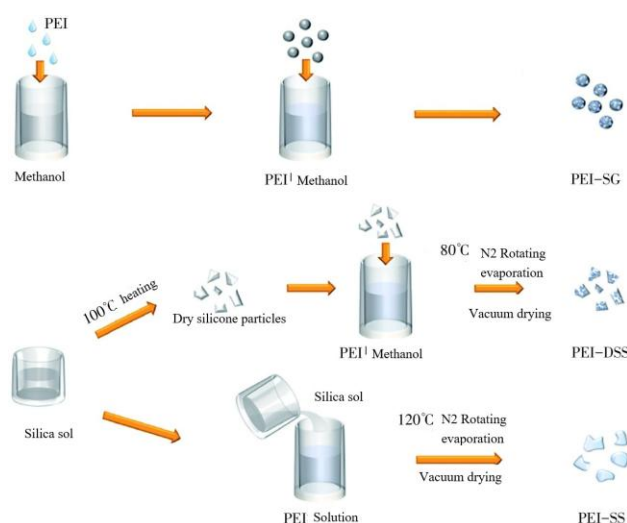 PEI
Methanol
PEI| Methanol
PEI-SG
100℃ heating
Dry silicone particles
PEI| Methanol
80℃ N2 Rotating
evaporation
Vacuum drying
PEI-DSS
Silica sol
Silica sol
PEI Solution
120℃ N2 Rotating
evaporation
Vacuum drying
PEI-SS